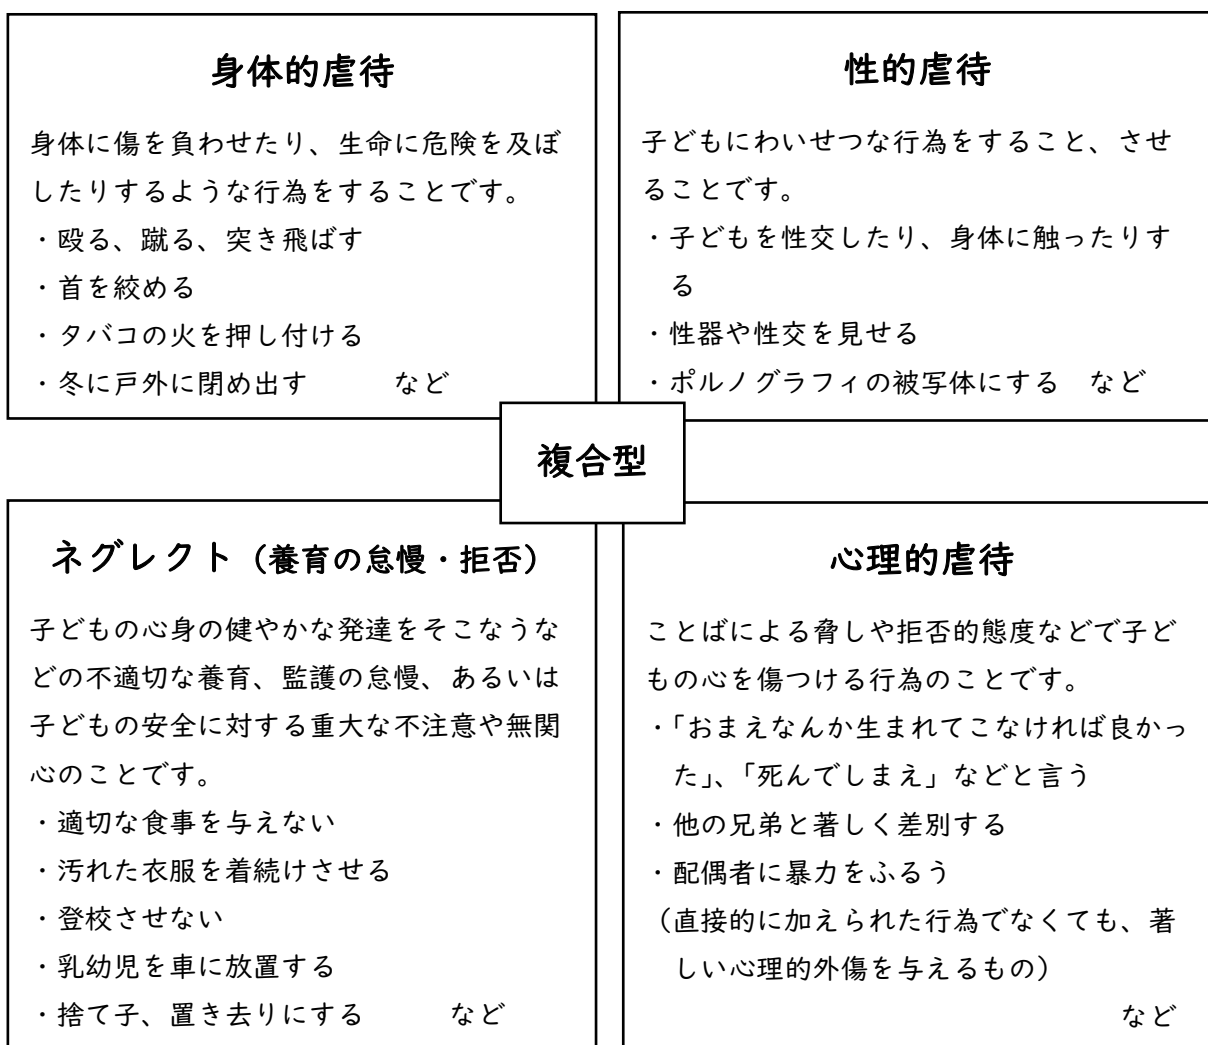 身体的虐待
身体に傷を負わせたり、生命に危険を及ぼ
したりするような行為をすることです。
・殴る、蹴る、突き飛ばす
・首を絞める
・タバコの火を押し付ける
・冬に戸外に閉め出す　　　など
性的虐待
子どもにわいせつな行為をすること、させ
ることです。
・子どもを性交したり、身体に触ったりす
る
・性器や性交を見せる
・ポルノグラフィの被写体にする　など
複合型
ネグレクト（養育の怠慢・拒否）
子どもの心身の健やかな発達をそこなうな
どの不適切な養育、監護の怠慢、あるいは
子どもの安全に対する重大な不注意や無関
心のことです。
・適切な食事を与えない
・汚れた衣服を着続けさせる
・登校させない
・乳幼児を車に放置する
・捨て子、置き去りにする　　　など
心理的虐待
ことばによる脅しや拒否的態度などで子ど
もの心を傷つける行為のことです。
・「おまえなんか生まれてこなければ良かっ
た」、「死んでしまえ」などと言う
・他の兄弟と著しく差別する
・配偶者に暴力をふるう
（直接的に加えられた行為でなくても、著
しい心理的外傷を与えるもの）
など